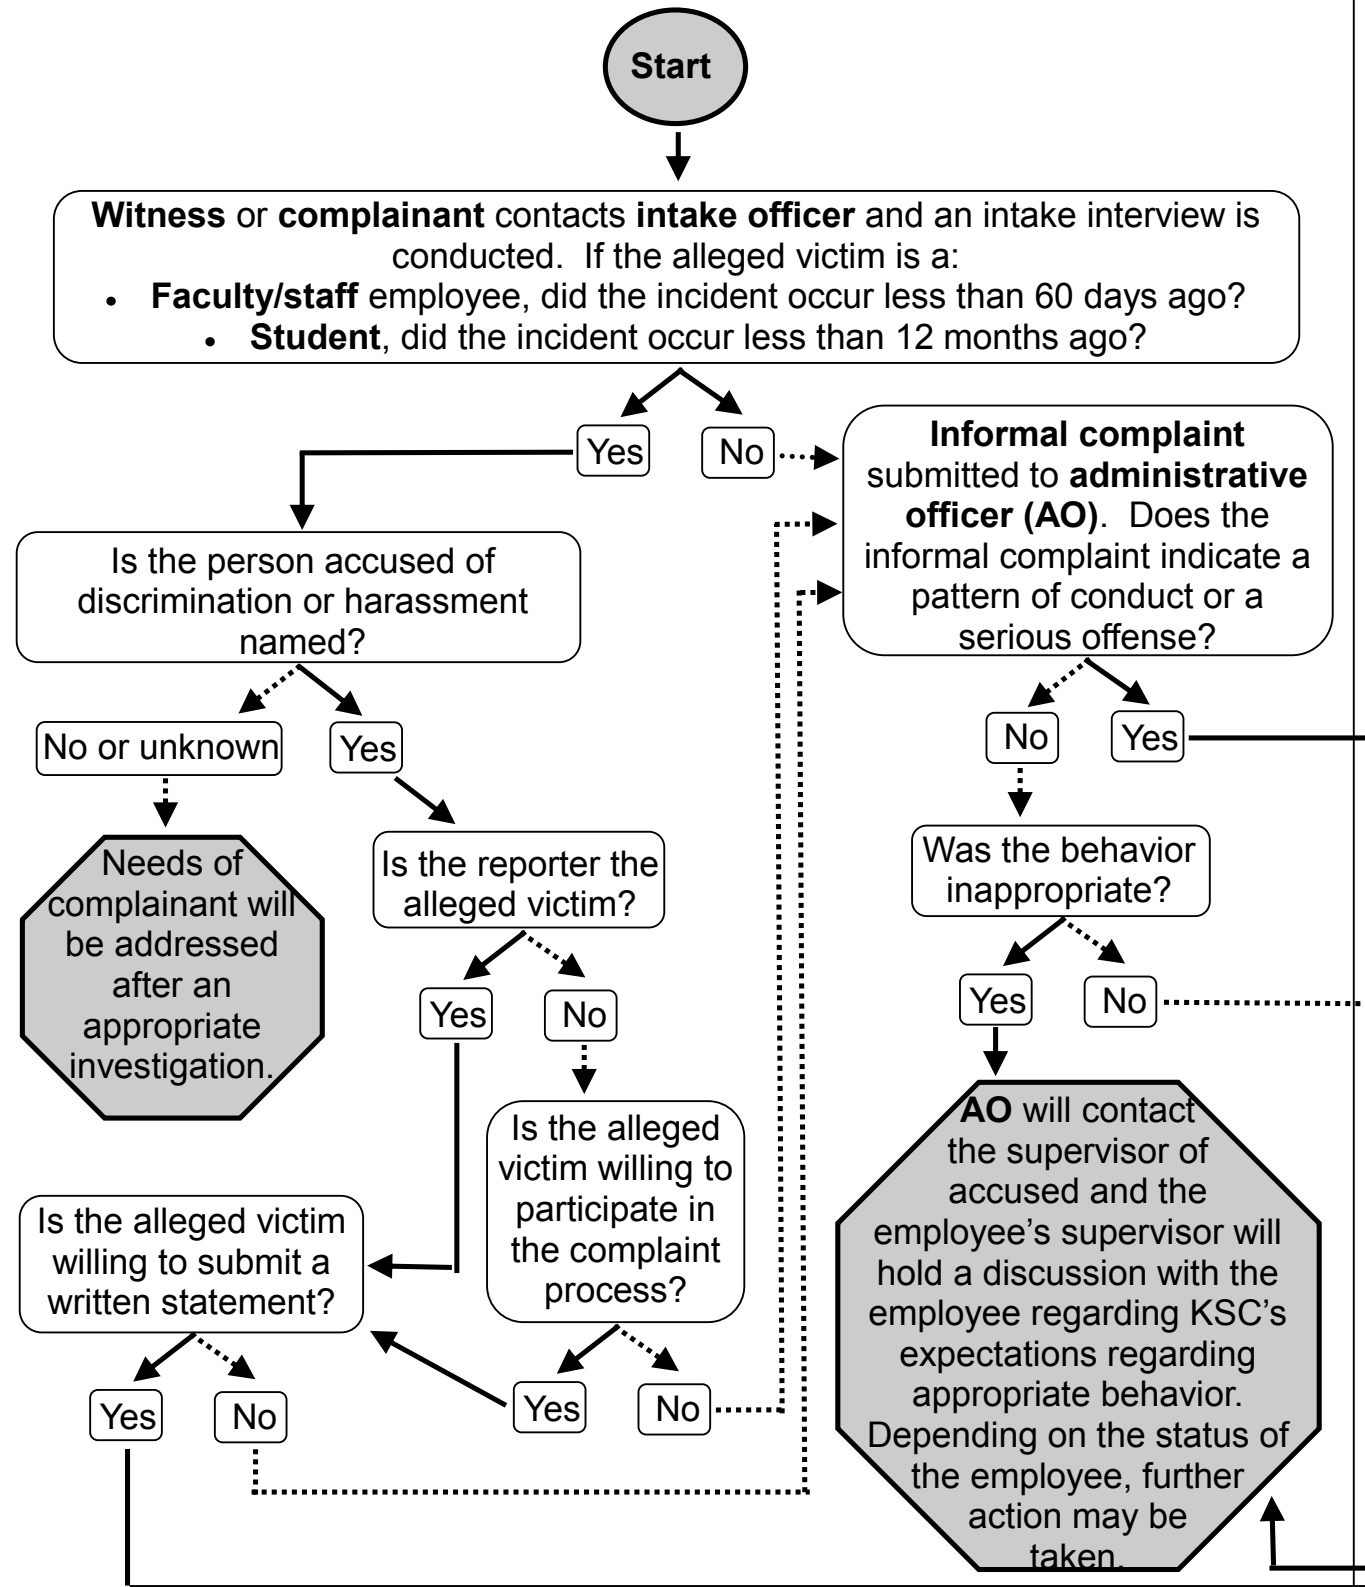 Start
Witness or complainant contacts intake officer and an intake interview is
conducted. If the alleged victim is a:
• Faculty/staff employee, did the incident occur less than 60 days ago?
• Student, did the incident occur less than 12 months ago?
Yes
No
Informal complaint
submitted to administrative
officer (AO). Does the
informal complaint indicate a
pattern of conduct or a
serious offense?
Is the person accused of
discrimination or harassment
named?
No or unknown
Yes
No
Yes
Needs of
complainant will
be addressed
after an
appropriate
investigation.
Is the reporter the
alleged victim?
Was the behavior
inappropriate?
Yes
No
Yes
No
Is the alleged
victim willing to
participate in
the complaint
process?
AO will contact
the supervisor of
accused and the
employee’s supervisor will
hold a discussion with the
employee regarding KSC’s
expectations regarding
appropriate behavior.
Depending on the status of
the employee, further
action may be
taken.
Is the alleged victim
willing to submit a
written statement?
Yes
No
Yes
No